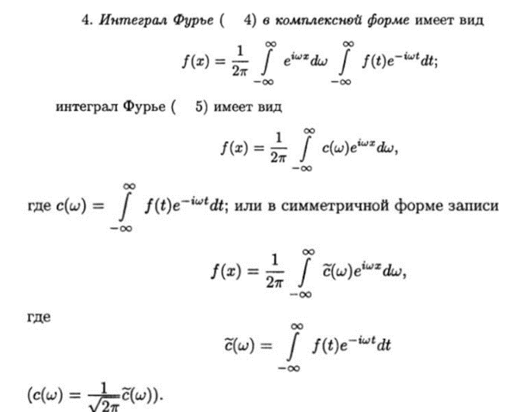 4. Интеграл Фурье ( 4) в комплексной форме имеет вид
f(x) = \frac{1}{2\pi} \int_{-\infty}^{\infty} e^{i\omega x} d\omega \int_{-\infty}^{\infty} f(t)e^{-i\omega t} dt;
интеграл Фурье ( 5) имеет вид
f(x) = \frac{1}{2\pi} \int_{-\infty}^{\infty} c(\omega)e^{i\omega x} d\omega,
где c(\omega) = \int_{-\infty}^{\infty} f(t)e^{-i\omega t} dt; или в симметричной форме записи
f(x) = \frac{1}{2\pi} \int_{-\infty}^{\infty} \widetilde{c}(\omega)e^{i\omega x} d\omega,
где
\widetilde{c}(\omega) = \int_{-\infty}^{\infty} f(t)e^{-i\omega t} dt
(c(\omega) = \frac{1}{\sqrt{2\pi}} \widetilde{c}(\omega)).